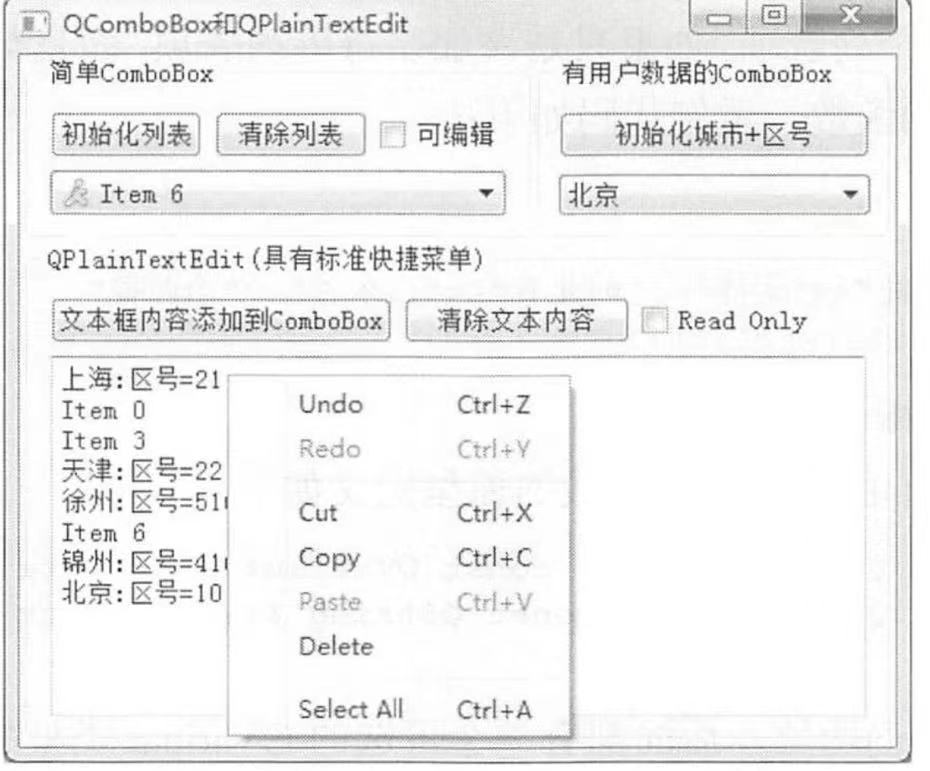 QComboBox和QPlainTextEdit
简单ComboBox
有用户数据的ComboBox
初始化列表 清除列表 可编辑
初始化城市+区号
Item 6
北京
QPlainTextEdit(具有标准快捷菜单)
文本框内容添加到ComboBox 清除文本内容 Read Only
上海:区号=21
Item 0
Item 3
天津:区号=22
徐州:区号=51
Item 6
锦州:区号=41
北京:区号=10
Undo Ctrl+Z
Redo Ctrl+Y
Cut Ctrl+X
Copy Ctrl+C
Paste Ctrl+V
Delete
Select All Ctrl+A